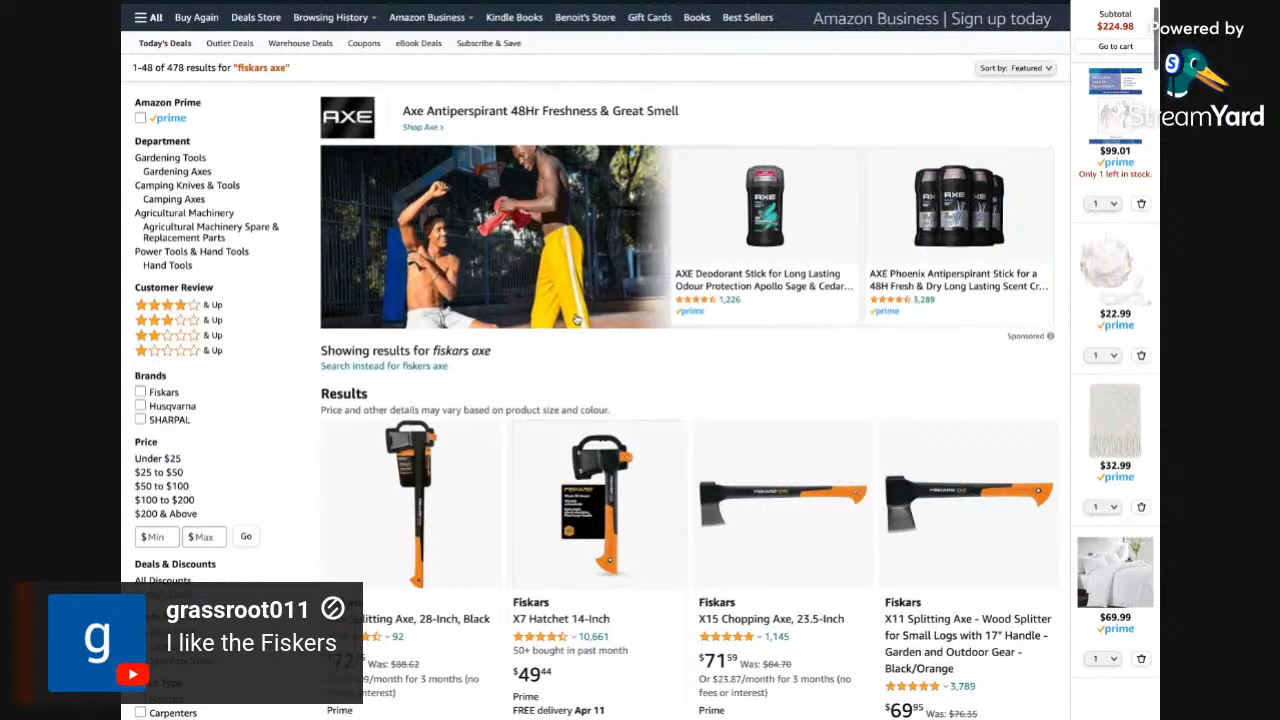 All Buy Again Deals Store Browsing History Amazon Business Kindle Books Benoit's Store Gift Cards Books Best Sellers
Amazon Business | Sign up today
Today's Deals Outlet Deals Warehouse Deals Coupons eBook Deals Subscribe & Save
1-48 of 478 results for "fiskars axe"
Sort by: Featured
Amazon Prime
prime
Department
Gardening Tools
Gardening Axes
Camping Knives & Tools
Camping Axes
Agricultural Machinery
Agricultural Machinery Spare &
Replacement Parts
Power Tools & Hand Tools
Hand Tools
Customer Review
& Up
& Up
& Up
& Up
Brands
Fiskars
Husqvarna
SHARPAL
Price
Under $25
$25 to $50
$50 to $100
$100 to $200
$200 & Above
$ Min $ Max Go
Deals & Discounts
All Discounts
Carpenters
AXE
Axe Antiperspirant 48Hr Freshness & Great Smell
Shop Axe ›
AXE
AXE
AXE Deodorant Stick for Long Lasting
Odour Protection Apollo Sage & Cedar...
1,226
prime
AXE Phoenix Antiperspirant Stick for a
48H Fresh & Dry Long Lasting Scent Cr...
3,289
prime
Sponsored
Showing results for fiskars axe
Search instead for fiskers axe
Results
Price and other details may vary based on product size and colour.
FISKARS
FISKARS
FISKARS
Splitting Axe, 28-Inch, Black
92
Was: $88.62
/month for 3 months (no
interest)
Prime
Fiskars
X7 Hatchet 14-Inch
10,661
50+ bought in past month
$49 44
Prime
FREE delivery Apr 11
Fiskars
X15 Chopping Axe, 23.5-Inch
1,145
$71 59 Was: $84.70
Or $23.87/month for 3 months (no
fees or interest)
Prime
Fiskars
X11 Splitting Axe - Wood Splitter
for Small Logs with 17" Handle -
Garden and Outdoor Gear -
Black/Orange
3,789
$69 95 Was: $76.35
Subtotal
$224.98
Go to cart
$99.01
prime
Only 1 left in stock.
1
$22.99
prime
1
$32.99
prime
1
$69.99
prime
1
Powered by
S
StreamYard
g
grassroot011
I like the Fiskers